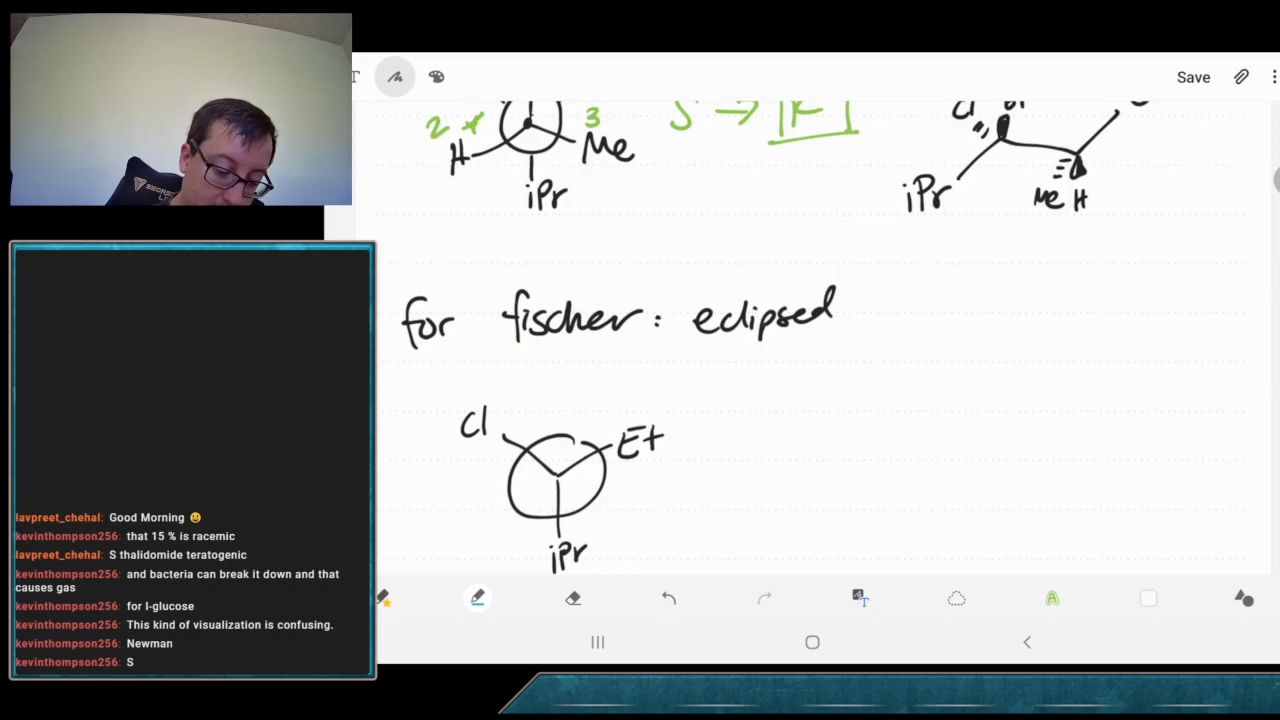 T
Save
2 *
3
S → R
Cl
H
Me
iPr
iPr
Me H
for fischer: eclipsed
Cl
Et
iPr
lavpreet_chehal: Good Morning 😃
kevinthompson256: that 15 % is racemic
lavpreet_chehal: S thalidomide teratogenic
kevinthompson256: and bacteria can break it down and that
causes gas
kevinthompson256: for l-glucose
kevinthompson256: This kind of visualization is confusing.
kevinthompson256: Newman
kevinthompson256: S